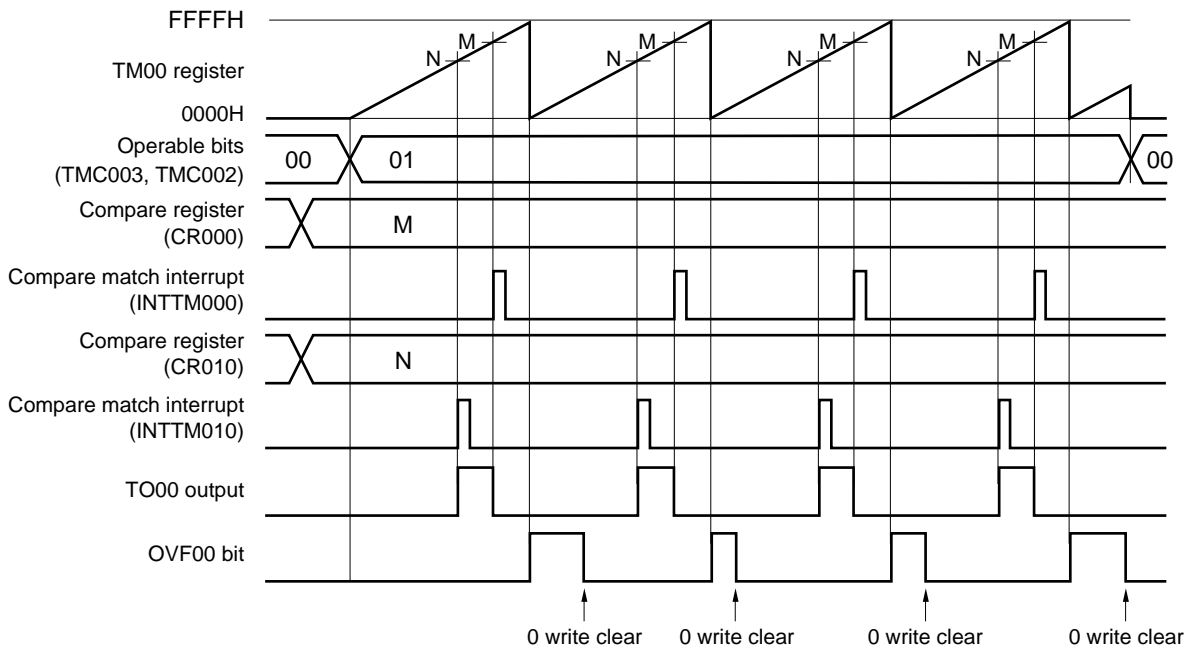 FFFFH
M M M M
N N N N
TM00 register
0000H
Operable bits
(TMC003, TMC002)
00 01 00
Compare register
(CR000)
M
Compare match interrupt
(INTTM000)
Compare register
(CR010)
N
Compare match interrupt
(INTTM010)
TO00 output
OVF00 bit
0 write clear 0 write clear 0 write clear 0 write clear